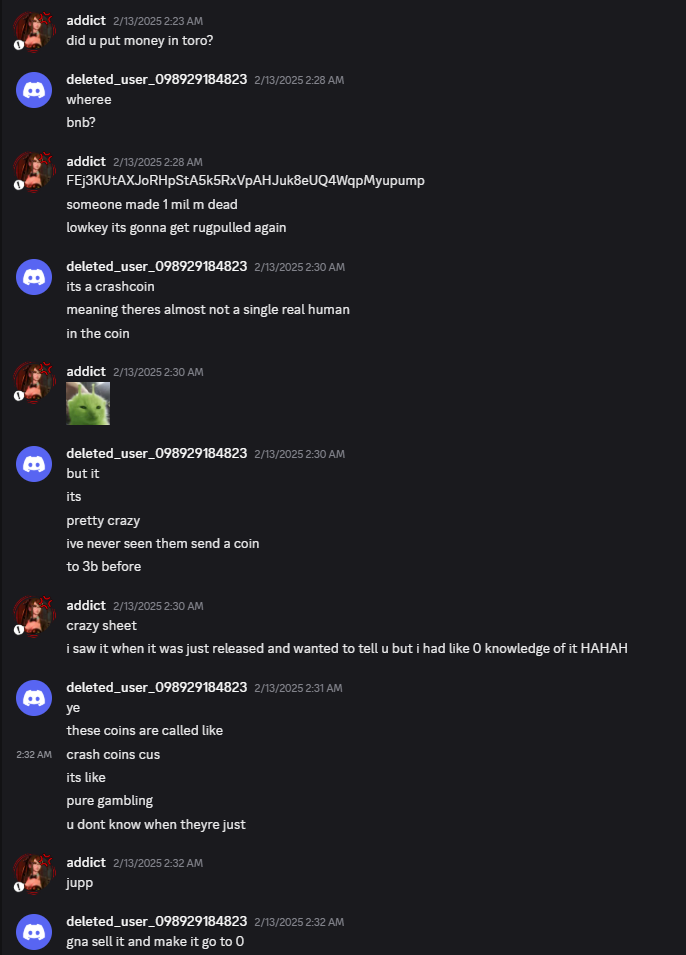 addict 2/13/2025 2:23 AM
did u put money in toro?
deleted_user_098929184823 2/13/2025 2:28 AM
wheree
bnb?
addict 2/13/2025 2:28 AM
FEj3KUtAXJoRHpStA5k5RxVpAHJuk8eUQ4WqpMyupump
someone made 1 mil m dead
lowkey its gonna get rugpulled again
deleted_user_098929184823 2/13/2025 2:30 AM
its a crashcoin
meaning theres almost not a single real human
in the coin
addict 2/13/2025 2:30 AM
deleted_user_098929184823 2/13/2025 2:30 AM
but it
its
pretty crazy
ive never seen them send a coin
to 3b before
addict 2/13/2025 2:30 AM
crazy sheet
i saw it when it was just released and wanted to tell u but i had like 0 knowledge of it HAHAH
deleted_user_098929184823 2/13/2025 2:31 AM
ye
these coins are called like
2:32 AM crash coins cus
its like
pure gambling
u dont know when theyre just
addict 2/13/2025 2:32 AM
jupp
deleted_user_098929184823 2/13/2025 2:32 AM
gna sell it and make it go to 0